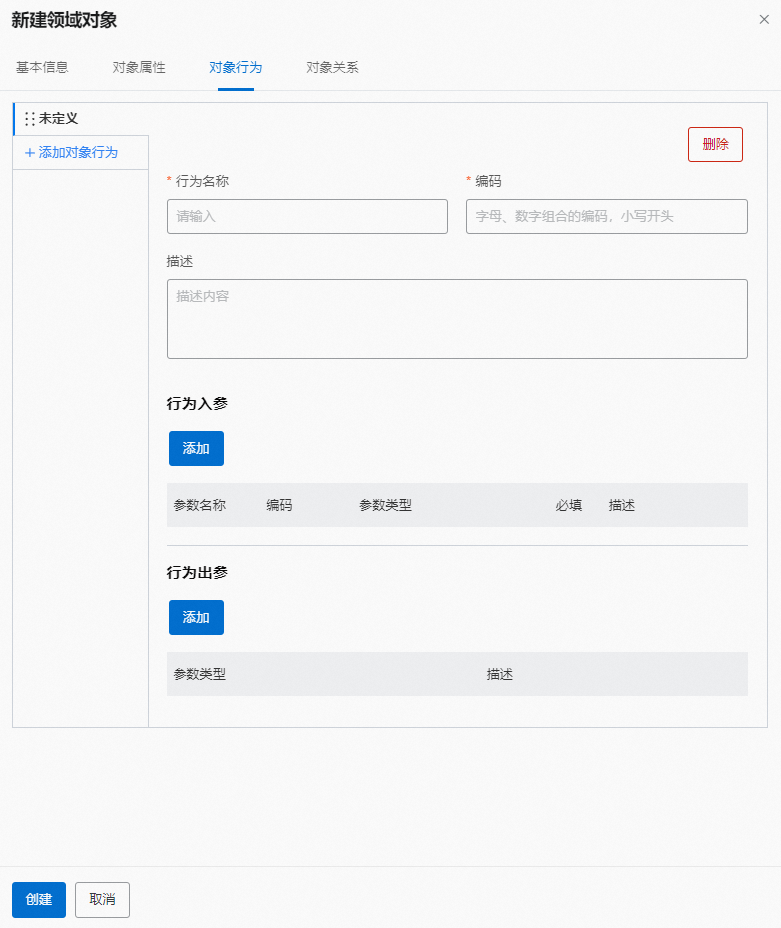 新建领域对象
基本信息 对象属性 对象行为 对象关系
未定义
+ 添加对象行为
删除
* 行为名称 * 编码
请输入 字母、数字组合的编码，小写开头
描述
描述内容
行为入参
添加
参数名称 编码 参数类型 必填 描述
行为出参
添加
参数类型 描述
创建 取消